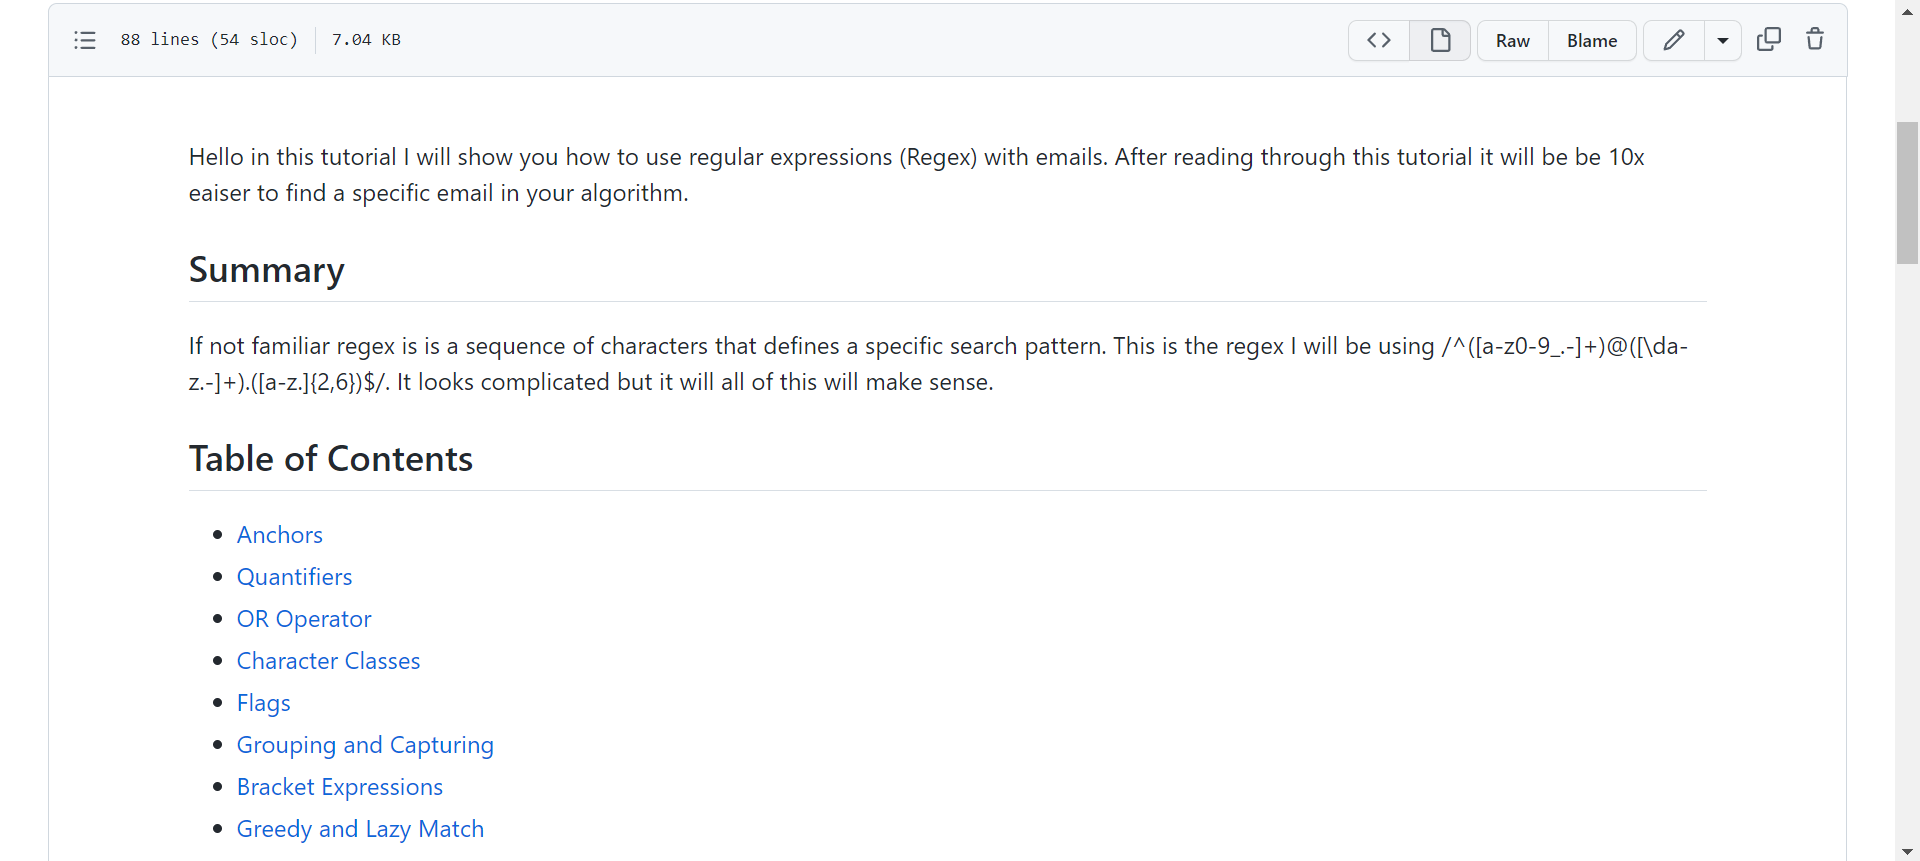 88 lines (54 sloc) 7.04 KB Raw Blame
Hello in this tutorial I will show you how to use regular expressions (Regex) with emails. After reading through this tutorial it will be be 10x
eaiser to find a specific email in your algorithm.
Summary
If not familiar regex is is a sequence of characters that defines a specific search pattern. This is the regex I will be using /^([a-z0-9_.-]+)@([\da-
z.-]+).([a-z.]{2,6})$/. It looks complicated but it will all of this will make sense.
Table of Contents
Anchors
Quantifiers
OR Operator
Character Classes
Flags
Grouping and Capturing
Bracket Expressions
Greedy and Lazy Match